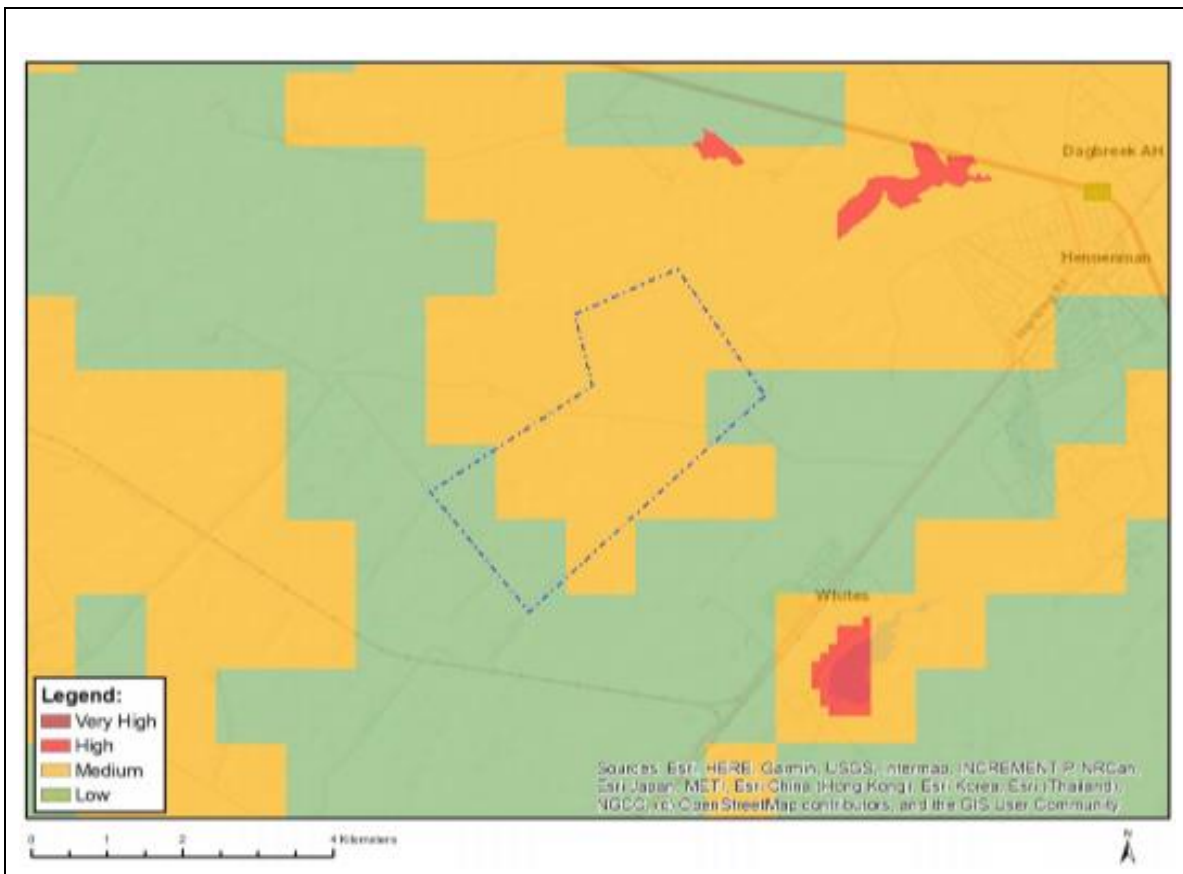 Dagbreek AH
Hennenman
Whites
Legend:
Very High
High
Medium
Low
Sources: Esri, HERE, Garmin, USGS, Intermap, INCREMENT P, NRCan,
Esri Japan, METI, Esri China (Hong Kong), Esri Korea, Esri (Thailand),
NGCC, (c) OpenStreetMap contributors, and the GIS User Community
0 1 2 4 Kilometers
N